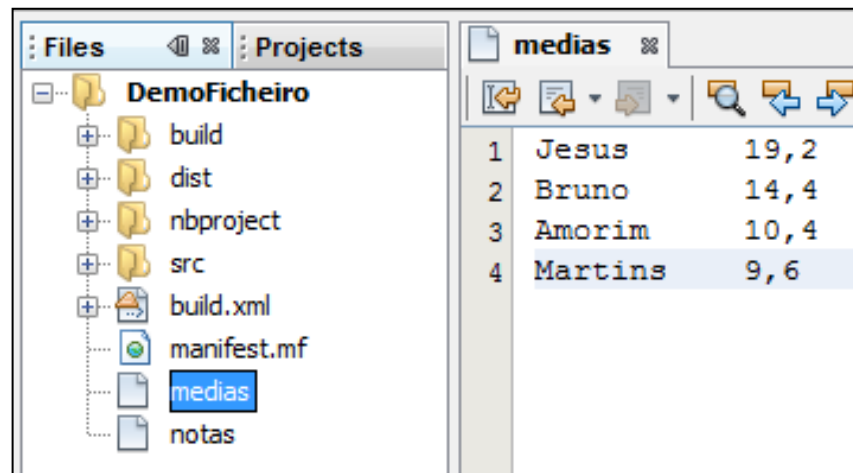 Files Projects
DemoFicheiro
build
dist
nbproject
src
build.xml
manifest.mf
medias
notas
medias
1 Jesus 19,2
2 Bruno 14,4
3 Amorim 10,4
4 Martins 9,6